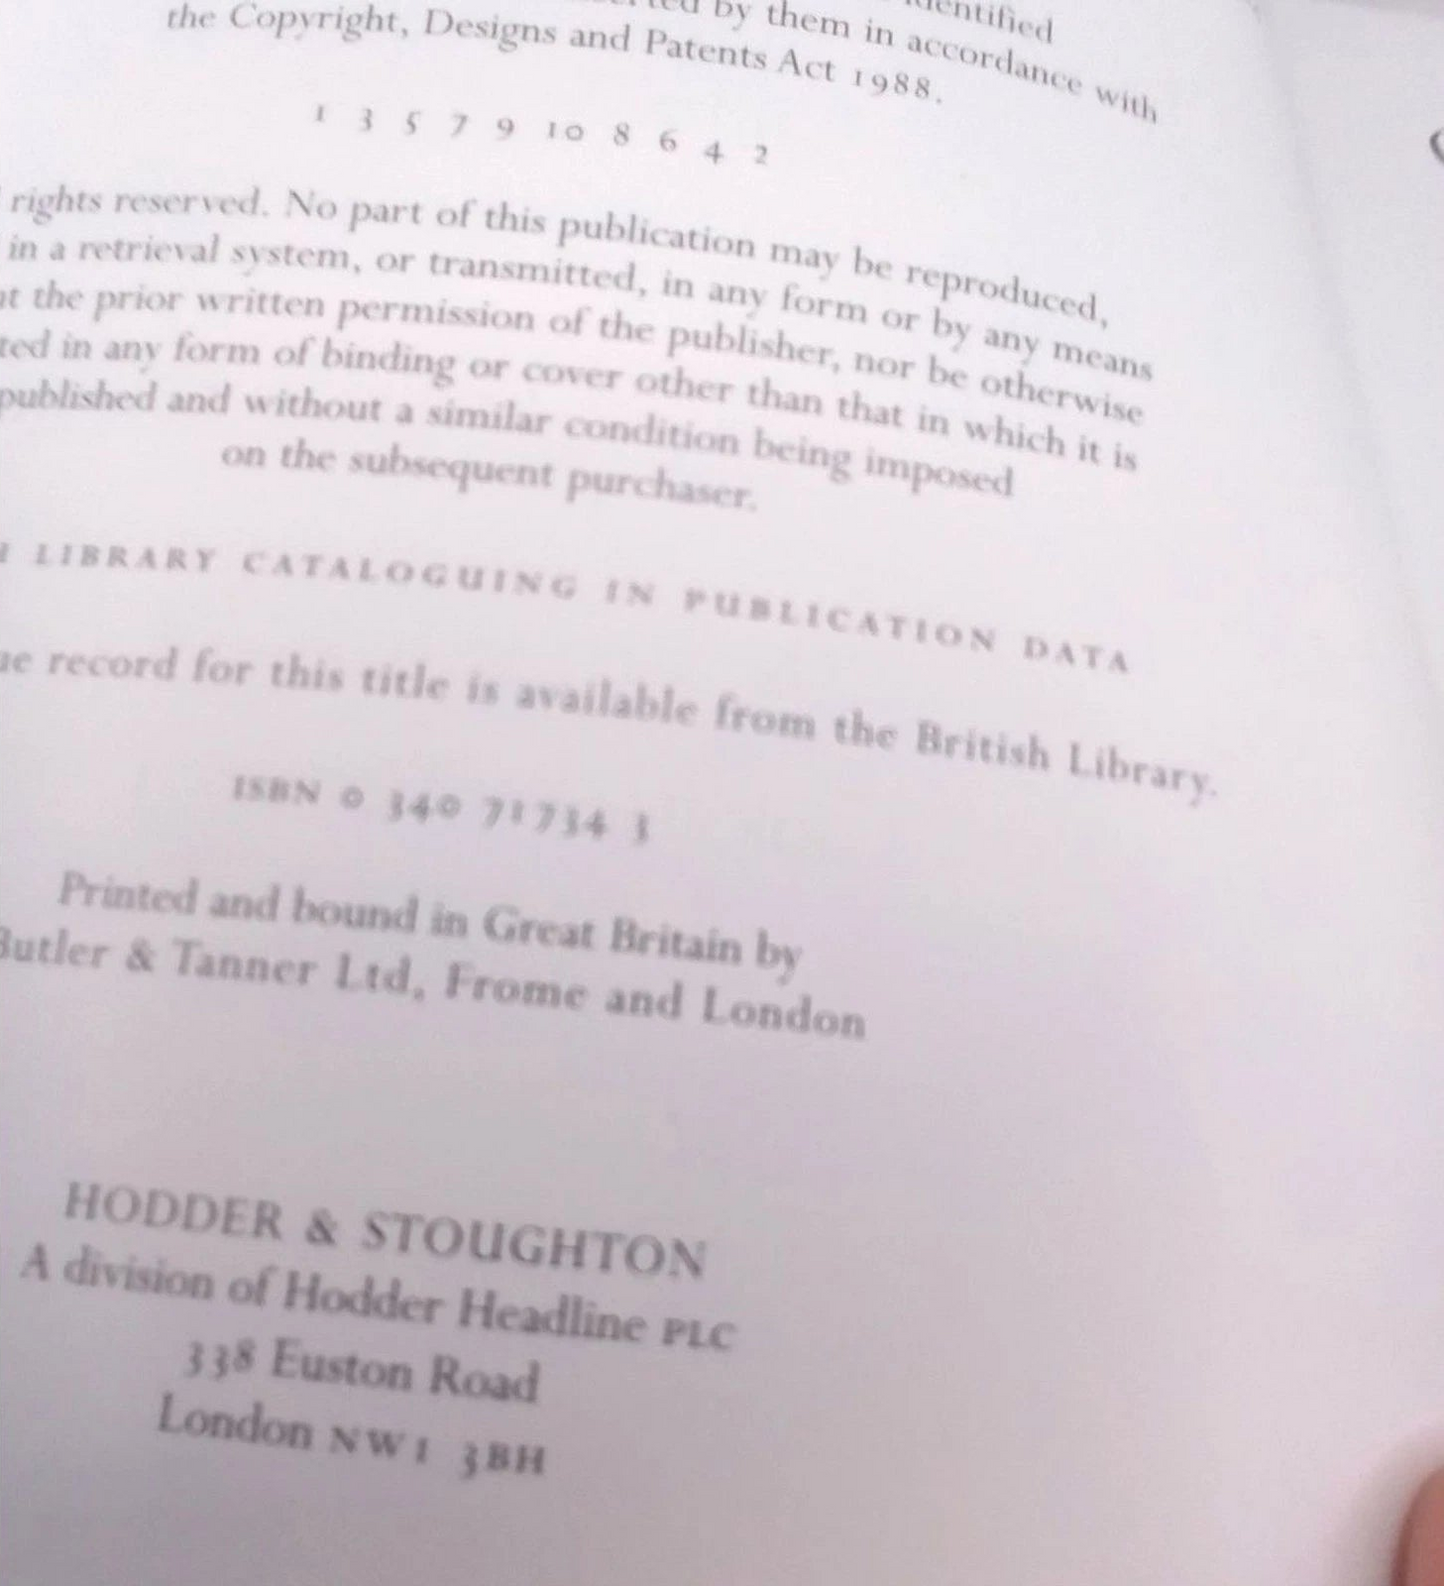 identified
by them in accordance with
the Copyright, Designs and Patents Act 1988.
1 3 5 7 9 10 8 6 4 2
rights reserved. No part of this publication may be reproduced,
in a retrieval system, or transmitted, in any form or by any means
the prior written permission of the publisher, nor be otherwise
in any form of binding or cover other than that in which it is
published and without a similar condition being imposed
on the subsequent purchaser.
LIBRARY CATALOGUING IN PUBLICATION DATA
record for this title is available from the British Library.
ISBN 0 340 71734 3
Printed and bound in Great Britain by
Butler & Tanner Ltd, Frome and London
HODDER & STOUGHTON
A division of Hodder Headline PLC
338 Euston Road
London NW1 3BH